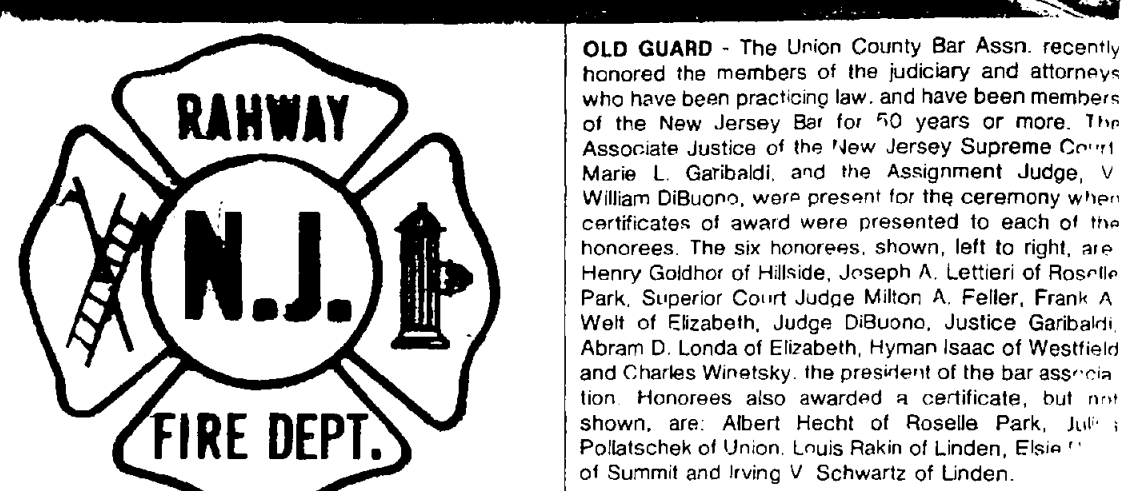 RAHWAY
N.J.
FIRE DEPT.
OLD GUARD - The Union County Bar Assn. recently
honored the members of the judiciary and attorneys
who have been practicing law, and have been members
of the New Jersey Bar for 50 years or more. The
Associate Justice of the New Jersey Supreme Court
Marie L. Garibaldi, and the Assignment Judge, V
William DiBuono, were present for the ceremony when
certificates of award were presented to each of the
honorees. The six honorees, shown, left to right, are
Henry Goldhor of Hillside, Joseph A. Lettieri of Roselle
Park, Superior Court Judge Milton A. Feller, Frank A
Welt of Elizabeth, Judge DiBuono, Justice Garibaldi,
Abram D. Londa of Elizabeth, Hyman Isaac of Westfield
and Charles Winetsky, the president of the bar associa
tion. Honorees also awarded a certificate, but not
shown, are: Albert Hecht of Roselle Park,
Pollatschek of Union, Louis Rakin of Linden, Elsie
of Summit and Irving V Schwartz of Linden.